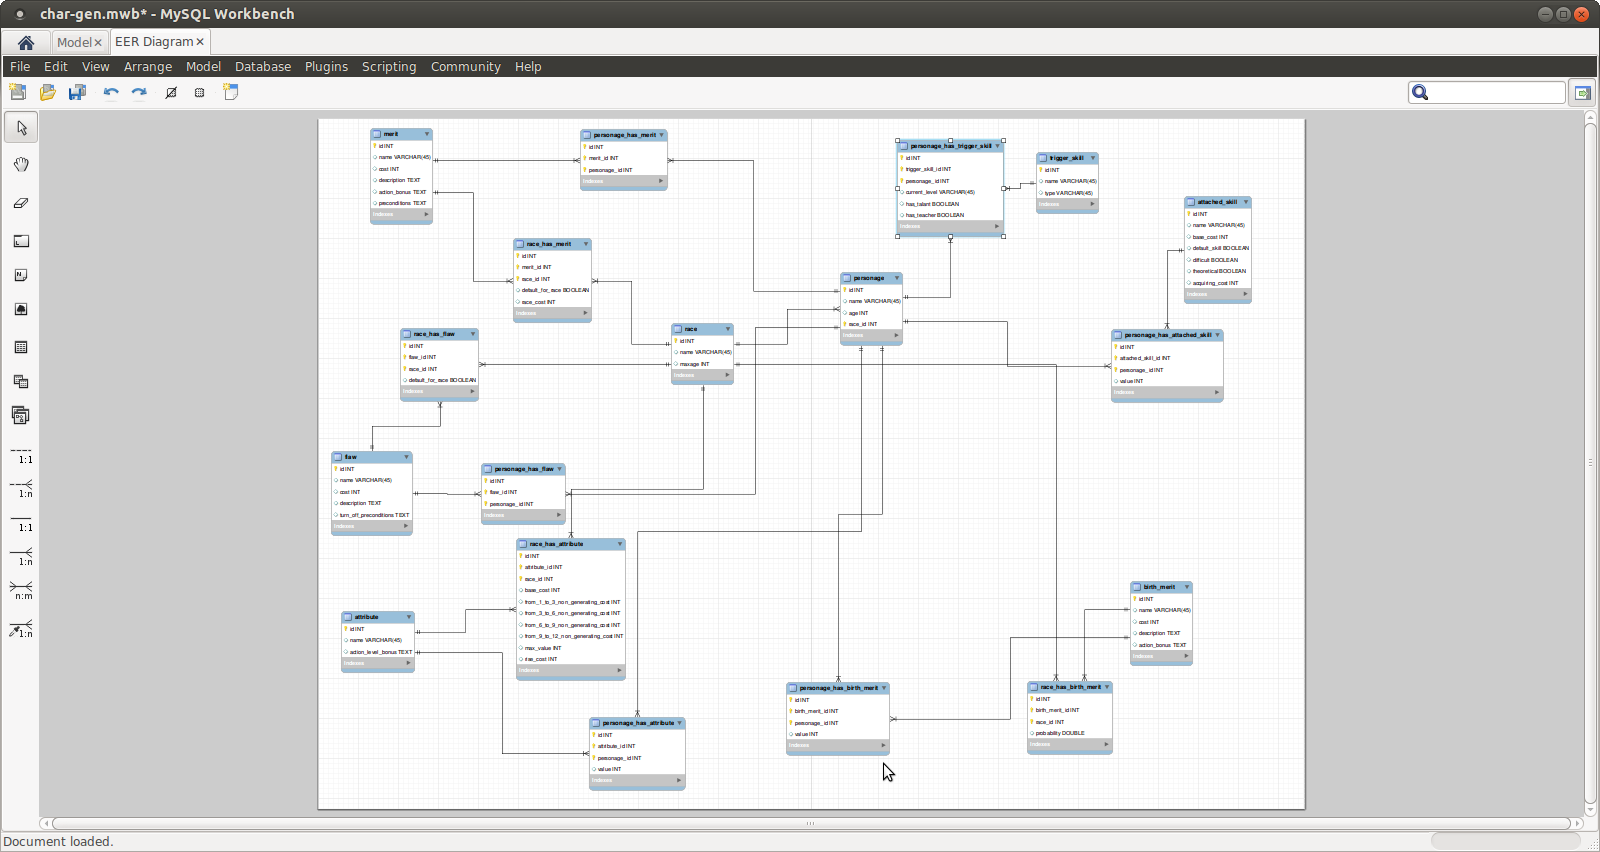 char-gen.mwb* - MySQL Workbench
Model
EER Diagram
File Edit View Arrange Model Database Plugins Scripting Community Help
merit
id INT
name VARCHAR(45)
cost INT
description TEXT
action_bonus TEXT
preconditions TEXT
Indexes
personage_has_merit
id INT
merit_id INT
personage_id INT
Indexes
personage_has_trigger_skill
id INT
trigger_skill_id INT
personage_id INT
current_level VARCHAR(45)
has_talant BOOLEAN
has_teacher BOOLEAN
Indexes
trigger_skill
id INT
name VARCHAR(45)
type VARCHAR(45)
Indexes
attached_skill
id INT
name VARCHAR(45)
base_cost INT
default_skill BOOLEAN
difficult BOOLEAN
theoretical BOOLEAN
acquiring_cost INT
Indexes
race_has_merit
id INT
merit_id INT
race_id INT
default_for_race BOOLEAN
race_cost INT
Indexes
personage
id INT
name VARCHAR(45)
age INT
race_id INT
Indexes
race_has_flaw
id INT
flaw_id INT
race_id INT
default_for_race BOOLEAN
Indexes
race
id INT
name VARCHAR(45)
maxage INT
Indexes
personage_has_attached_skill
id INT
attached_skill_id INT
personage_id INT
value INT
Indexes
flaw
id INT
name VARCHAR(45)
cost INT
description TEXT
turn_off_preconditions TEXT
Indexes
personage_has_flaw
id INT
flaw_id INT
personage_id INT
Indexes
race_has_attribute
id INT
attribute_id INT
race_id INT
base_cost INT
from_1_to_3_non_generating_cost INT
from_3_to_6_non_generating_cost INT
from_6_to_9_non_generating_cost INT
from_9_to_12_non_generating_cost INT
max_value INT
rise_cost INT
Indexes
attribute
id INT
name VARCHAR(45)
action_level_bonus TEXT
Indexes
birth_merit
id INT
name VARCHAR(45)
cost INT
description TEXT
action_bonus TEXT
Indexes
personage_has_birth_merit
id INT
birth_merit_id INT
personage_id INT
value INT
Indexes
race_has_birth_merit
id INT
birth_merit_id INT
race_id INT
probability DOUBLE
Indexes
personage_has_attribute
id INT
attribute_id INT
personage_id INT
value INT
Indexes
1:1
1:n
1:1
1:n
n:m
1:n
Document loaded.